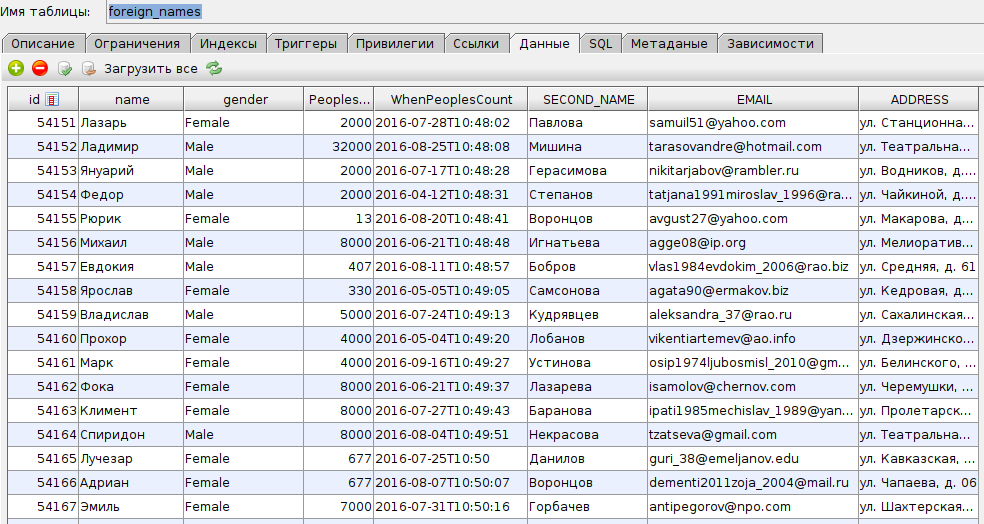 Имя таблицы: foreign_names
Описание Ограничения Индексы Триггеры Привилегии Ссылки Данные SQL Метаданые Зависимости
Загрузить все
id name gender Peoples... WhenPeoplesCount SECOND_NAME EMAIL ADDRESS
54151 Лазарь Female 2000 2016-07-28T10:48:02 Павлова samuil51@yahoo.com ул. Станционна...
54152 Ладимир Male 32000 2016-08-25T10:48:08 Мишина tarasovandre@hotmail.com ул. Театральна...
54153 Януарий Male 2000 2016-07-17T10:48:28 Герасимова nikitarjabov@rambler.ru ул. Водников, д....
54154 Федор Male 2000 2016-04-12T10:48:31 Степанов tatjana1991miroslav_1996@ra... ул. Чайкиной, д....
54155 Рюрик Female 13 2016-08-20T10:48:41 Воронцов avgust27@yahoo.com ул. Макарова, д...
54156 Михаил Male 8000 2016-06-21T10:48:48 Игнатьева agge08@ip.org ул. Мелиоратив...
54157 Евдокия Male 407 2016-08-11T10:48:57 Бобров vlas1984evdokim_2006@rao.biz ул. Средняя, д. 61
54158 Ярослав Female 330 2016-05-05T10:49:05 Самсонова agata90@ermakov.biz ул. Кедровая, д...
54159 Владислав Male 5000 2016-07-24T10:49:13 Кудрявцев aleksandra_37@rao.ru ул. Сахалинская...
54160 Прохор Female 4000 2016-05-04T10:49:20 Лобанов vikentiartemev@ao.info ул. Дзержинско...
54161 Марк Female 4000 2016-09-16T10:49:27 Устинова osip1974ljubosmisl_2010@gm... ул. Белинского, ...
54162 Фока Female 8000 2016-06-21T10:49:37 Лазарева isamolov@chernov.com ул. Черемушки, ...
54163 Климент Female 8000 2016-07-27T10:49:43 Баранова ipati1985mechislav_1989@yan... ул. Пролетарск...
54164 Спиридон Male 8000 2016-08-04T10:49:51 Некрасова tzatseva@gmail.com ул. Театральна...
54165 Лучезар Female 677 2016-07-25T10:50 Данилов guri_38@emeljanov.edu ул. Кавказская, ...
54166 Адриан Female 677 2016-08-07T10:50:07 Воронцов dementi2011zoja_2004@mail.ru ул. Чапаева, д. 06
54167 Эмиль Female 7000 2016-07-31T10:50:16 Горбачев antipegorov@npo.com ул. Шахтерская...